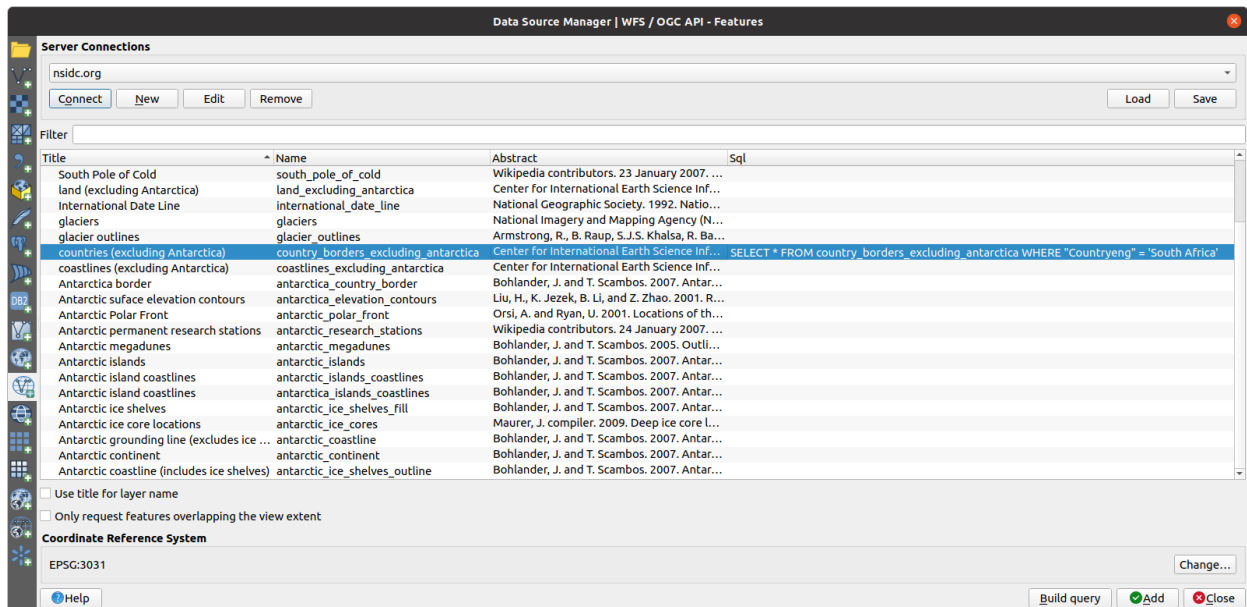 Data Source Manager | WFS / OGC API - Features
Server Connections
nsidc.org
Connect New Edit Remove Load Save
Filter
Title Name Abstract Sql
South Pole of Cold south_pole_of_cold Wikipedia contributors. 23 January 2007. ...
land (excluding Antarctica) land_excluding_antarctica Center for International Earth Science Inf...
International Date Line international_date_line National Geographic Society. 1992. Natio...
glaciers glaciers National Imagery and Mapping Agency (N...
glacier outlines glacier_outlines Armstrong, R., B. Raup, S.J.S. Khalsa, R. Ba...
countries (excluding Antarctica) country_borders_excluding_antarctica Center for International Earth Science Inf... SELECT * FROM country_borders_excluding_antarctica WHERE "Countryeng" = 'South Africa'
coastlines (excluding Antarctica) coastlines_excluding_antarctica Center for International Earth Science Inf...
Antarctica border antarctica_country_border Bohlander, J. and T. Scambos. 2007. Antar...
Antarctic suface elevation contours antarctica_elevation_contours Liu, H., K. Jezek, B. Li, and Z. Zhao. 2001. R...
Antarctic Polar Front antarctic_polar_front Orsi, A. and Ryan, U. 2001. Locations of th...
Antarctic permanent research stations antarctic_research_stations Wikipedia contributors. 24 January 2007. ...
Antarctic megadunes antarctic_megadunes Bohlander, J. and T. Scambos. 2005. Outli...
Antarctic islands antarctic_islands Bohlander, J. and T. Scambos. 2007. Antar...
Antarctic island coastlines antarctic_islands_coastlines Bohlander, J. and T. Scambos. 2007. Antar...
Antarctic island coastlines antarctica_islands_coastlines Bohlander, J. and T. Scambos. 2007. Antar...
Antarctic ice shelves antarctic_ice_shelves_fill Bohlander, J. and T. Scambos. 2007. Antar...
Antarctic ice core locations antarctic_ice_cores Maurer, J. compiler. 2009. Deep ice core l...
Antarctic grounding line (excludes ice ... antarctic_coastline Bohlander, J. and T. Scambos. 2007. Antar...
Antarctic continent antarctic_continent Bohlander, J. and T. Scambos. 2007. Antar...
Antarctic coastline (includes ice shelves) antarctic_ice_shelves_outline Bohlander, J. and T. Scambos. 2007. Antar...
DB2
Use title for layer name
Only request features overlapping the view extent
Coordinate Reference System
EPSG:3031 Change...
Help Build query Add Close